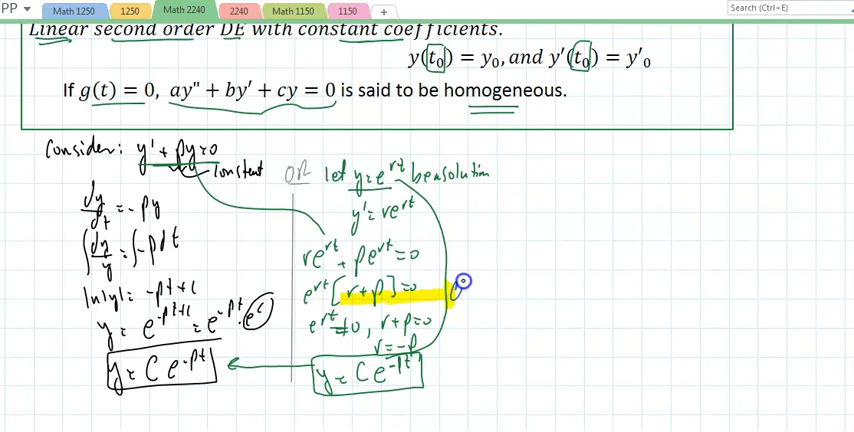 PP
Math 1250
1250
Math 2240
2240
Math 1150
1150
+
Search (Ctrl+E)
Linear second order DE with constant coefficients.
y(t₀) = y₀, and y′(t₀) = y′₀
If g(t) = 0, ay" + by′ + cy = 0 is said to be homogeneous.
Consider: y' + py = 0
constant
dy/dt = -py
∫ dy/y = ∫ -p dt
ln|y| = -pt + c
y = e^{-pt+c} = e^{-pt} · e^{c}
y = C e^{-pt}
OR let y = e^{rt} be a solution
y' = re^{rt}
re^{rt} + pe^{rt} = 0
e^{rt} [r + p] = 0
e^{rt} ≠ 0, r + p = 0
r = -p
y = C e^{-pt}